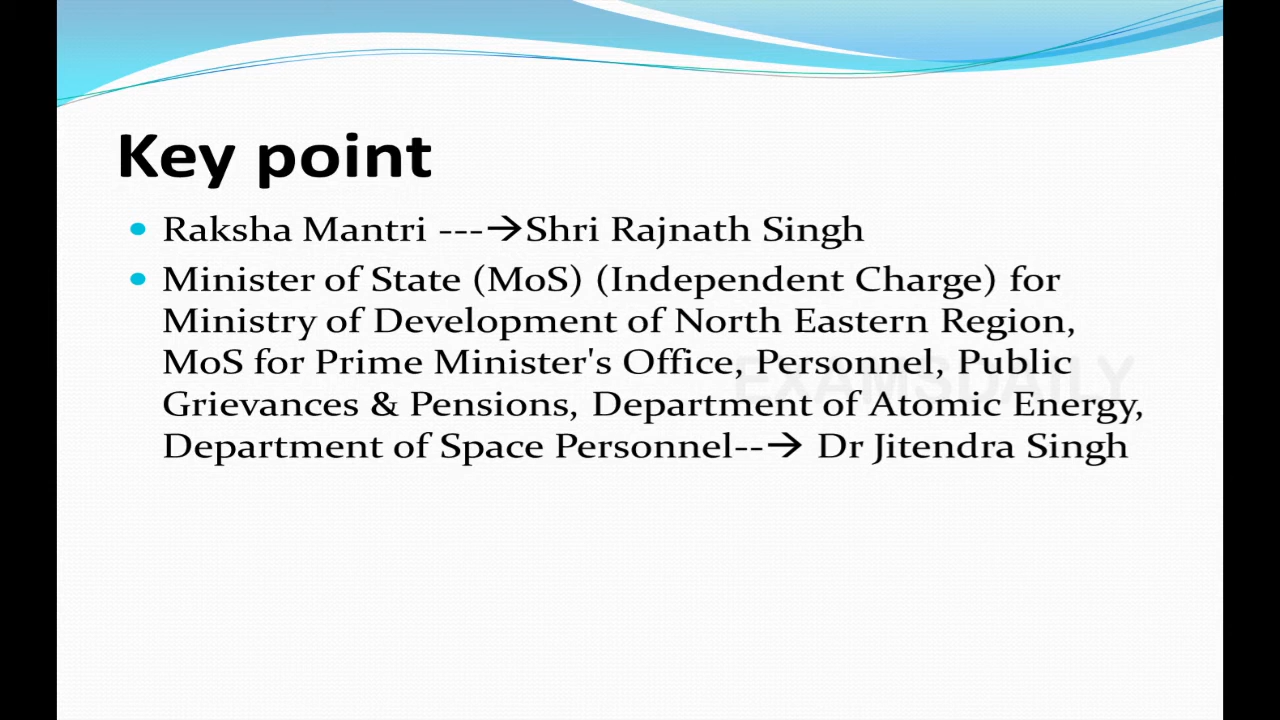 Key point
• Raksha Mantri ---→Shri Rajnath Singh
• Minister of State (MoS) (Independent Charge) for
Ministry of Development of North Eastern Region,
MoS for Prime Minister's Office, Personnel, Public
Grievances & Pensions, Department of Atomic Energy,
Department of Space Personnel--→ Dr Jitendra Singh
EXAMSDAILY